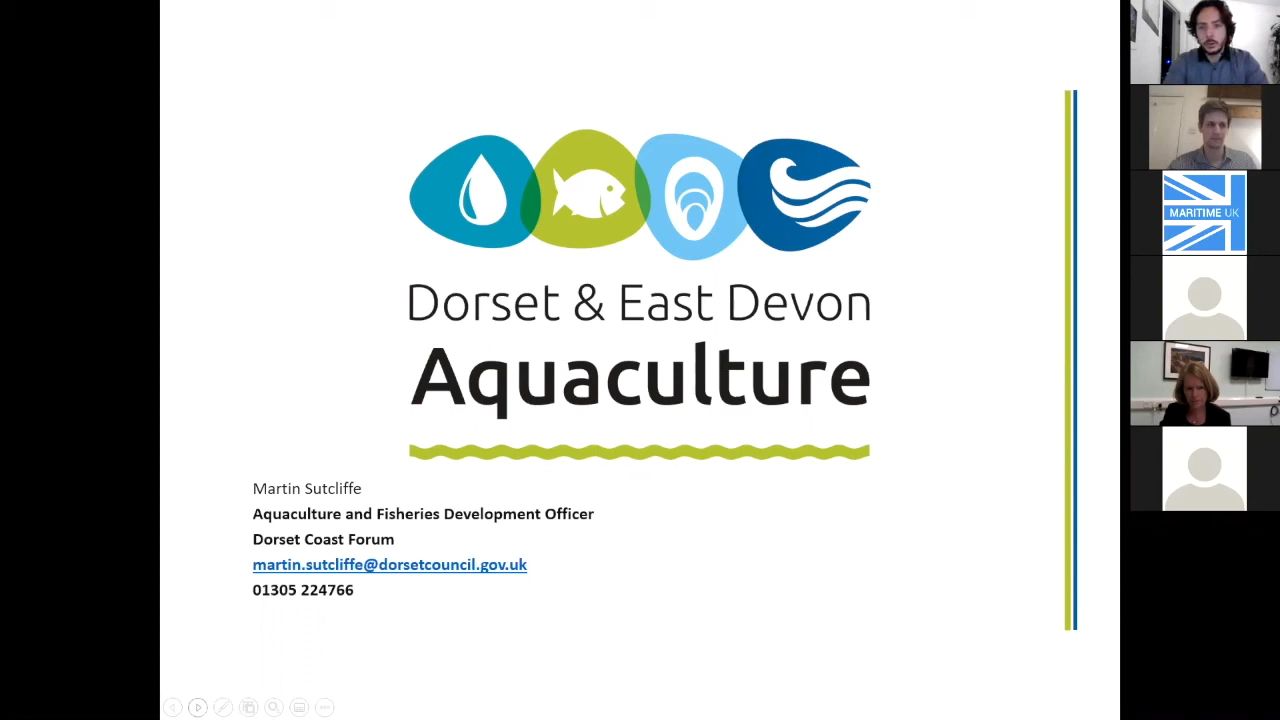 Dorset & East Devon
Aquaculture
Martin Sutcliffe
Aquaculture and Fisheries Development Officer
Dorset Coast Forum
martin.sutcliffe@dorsetcouncil.gov.uk
01305 224766
MARITIME UK